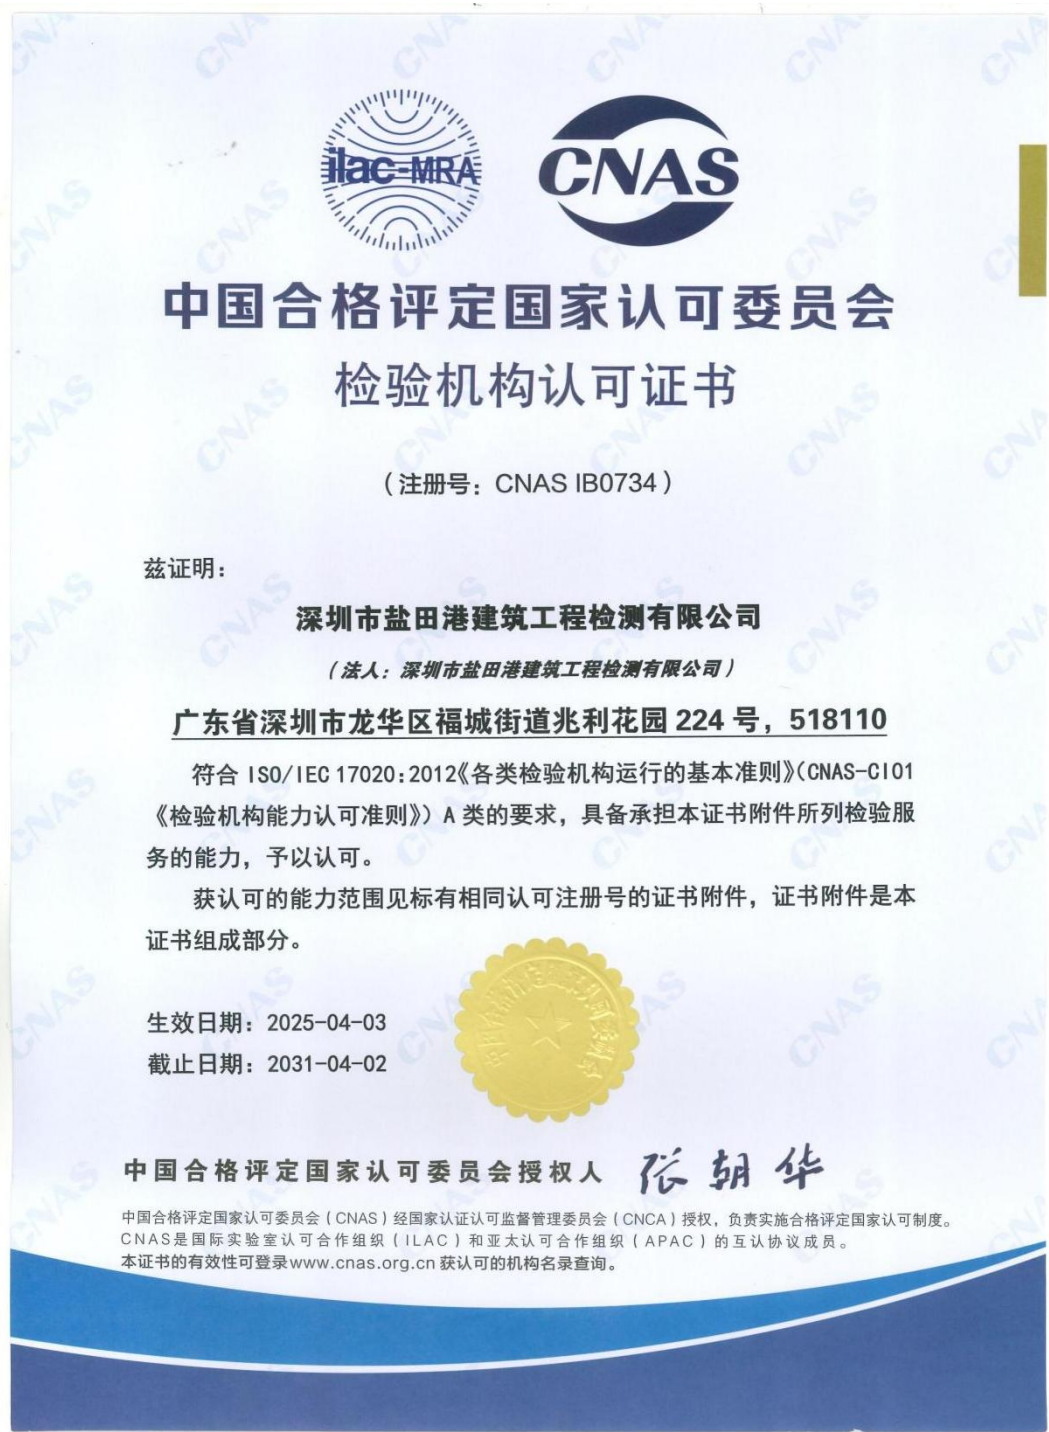 ilac-MRA
CNAS
中国合格评定国家认可委员会
检验机构认可证书
（注册号：CNAS IB0734）
兹证明：
深圳市盐田港建筑工程检测有限公司
（法人：深圳市盐田港建筑工程检测有限公司）
广东省深圳市龙华区福城街道兆利花园 224 号，518110
符合 ISO/IEC 17020:2012《各类检验机构运行的基本准则》（CNAS-CI01
《检验机构能力认可准则》）A 类的要求，具备承担本证书附件所列检验服
务的能力，予以认可。
获认可的能力范围见标有相同认可注册号的证书附件，证书附件是本
证书组成部分。
生效日期：2025-04-03
截止日期：2031-04-02
中国合格评定国家认可委员会授权人 张朝华
中国合格评定国家认可委员会（CNAS）经国家认证认可监督管理委员会（CNCA）授权，负责实施合格评定国家认可制度。
CNAS是国际实验室认可合作组织（ILAC）和亚太认可合作组织（APAC）的互认协议成员。
本证书的有效性可登录www.cnas.org.cn 获认可的机构名录查询。